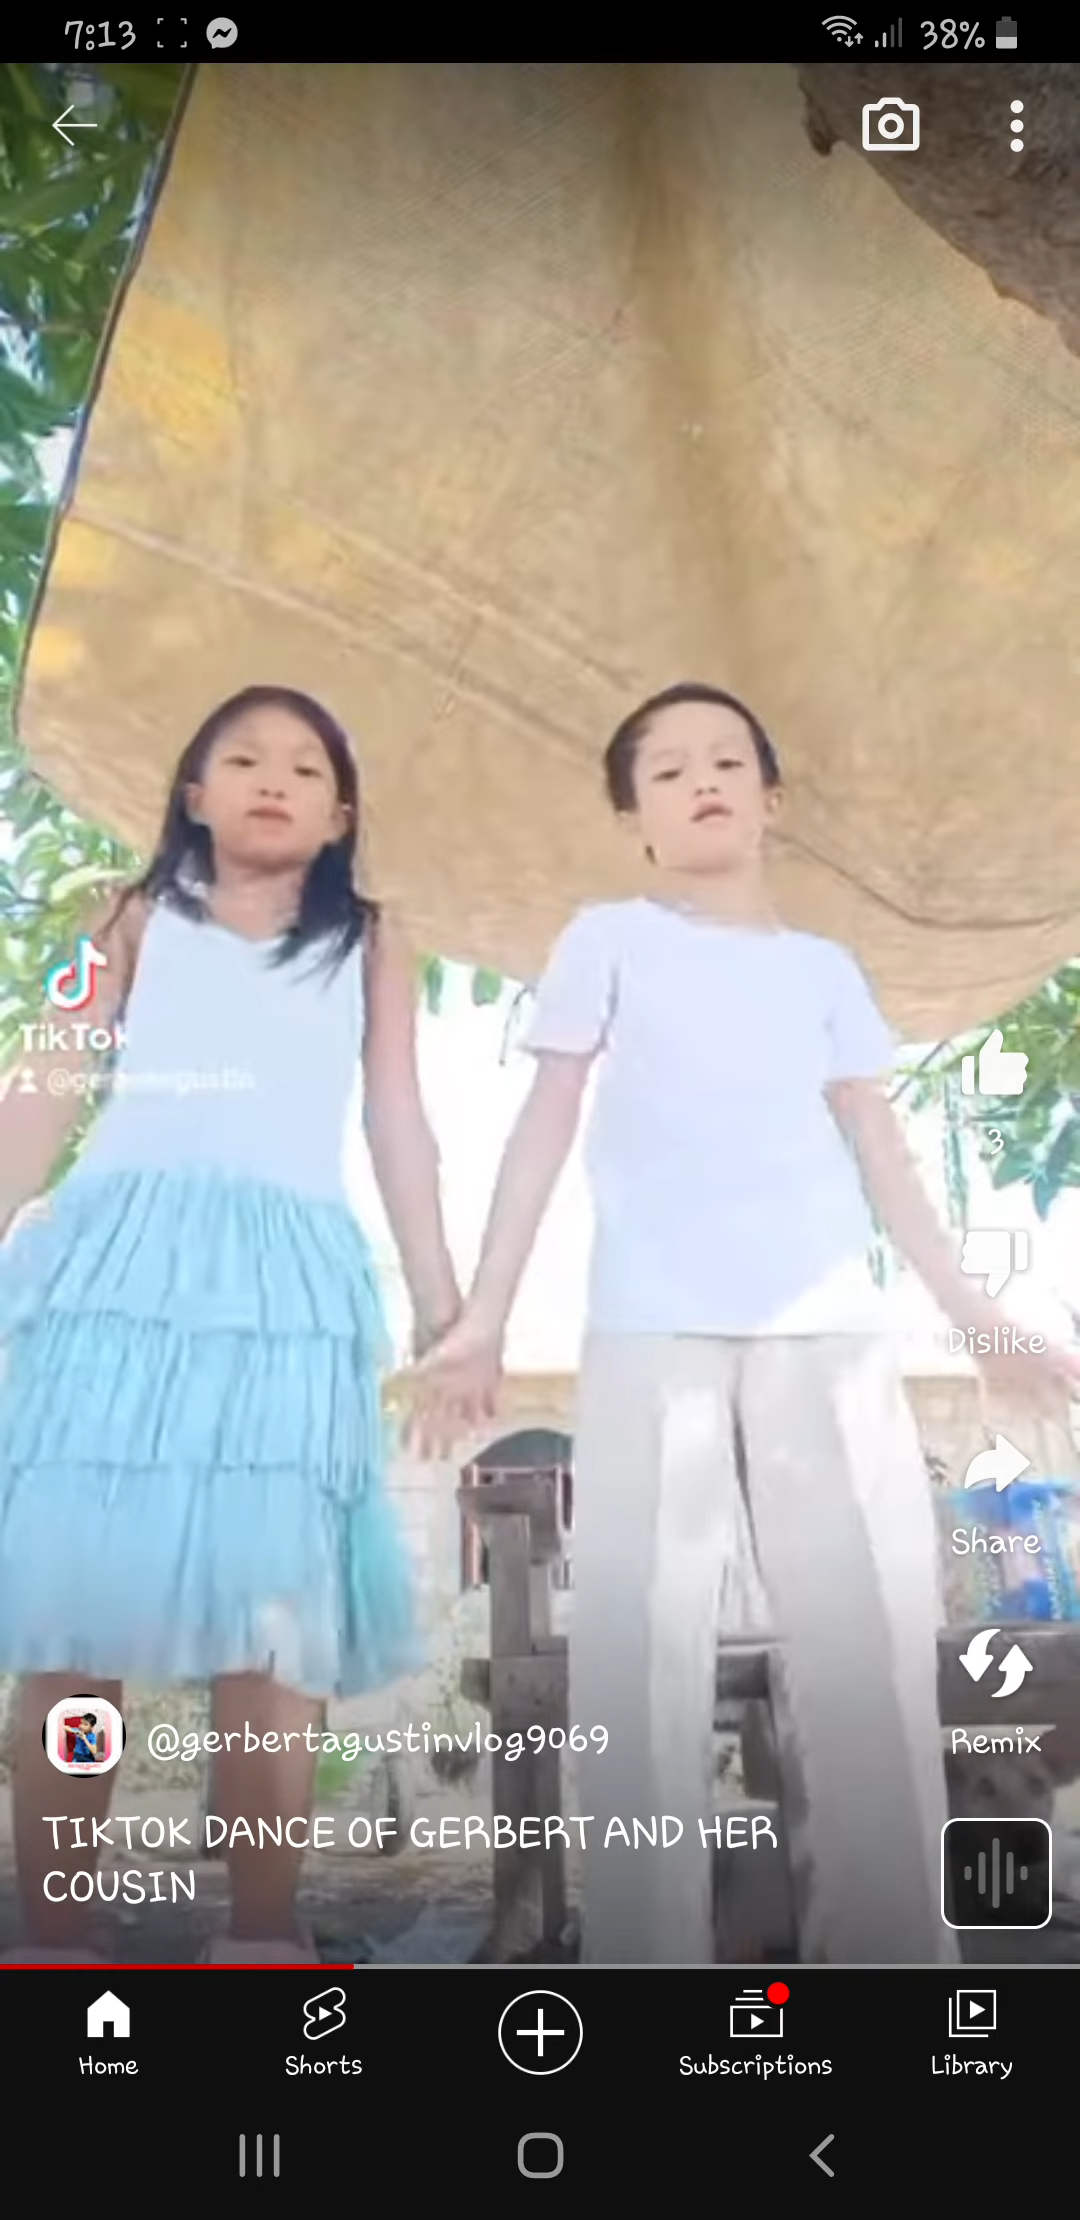 7:13
38%
TikTok
3
Dislike
Share
Remix
@gerbertagustinvlog9069
TIKTOK DANCE OF GERBERT AND HER
COUSIN
Home
Shorts
Subscriptions
Library